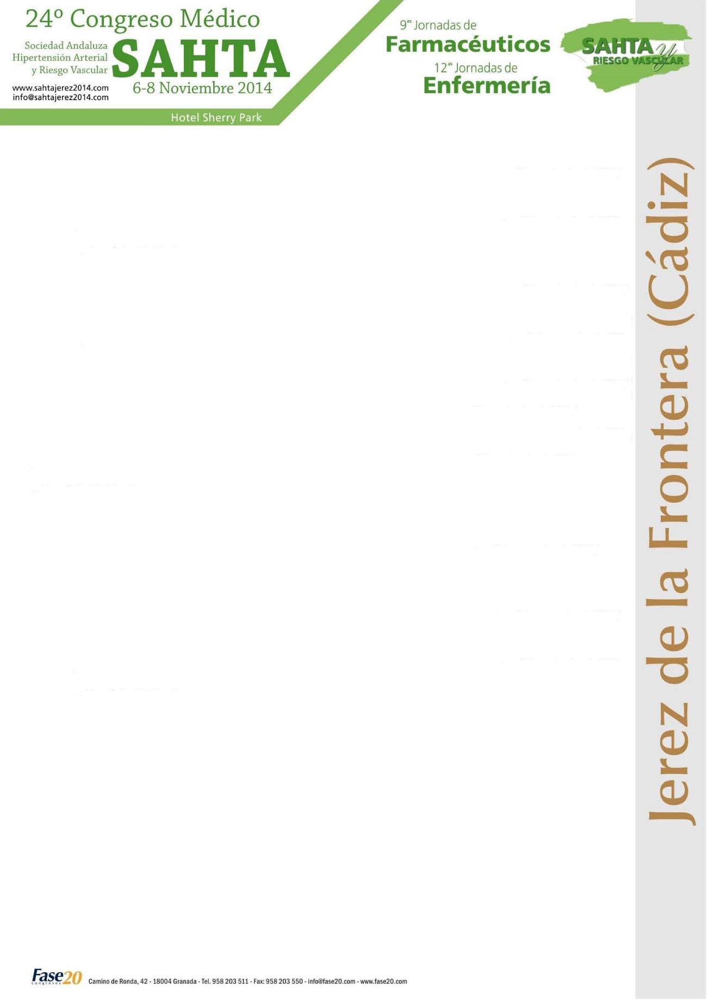 24º Congreso Médico
Sociedad Andaluza
Hipertensión Arterial
y Riesgo Vascular
SAHTA
www.sahtajerez2014.com
info@sahtajerez2014.com
6-8 Noviembre 2014
Hotel Sherry Park
9ªˢ Jornadas de
Farmacéuticos
12ªˢ Jornadas de
Enfermería
SAHTA y
RIESGO VASCULAR
Jerez de la Frontera (Cádiz)
Fase20
congresos
Camino de Ronda, 42 - 18004 Granada - Tel. 958 203 511 - Fax: 958 203 550 - info@fase20.com - www.fase20.com